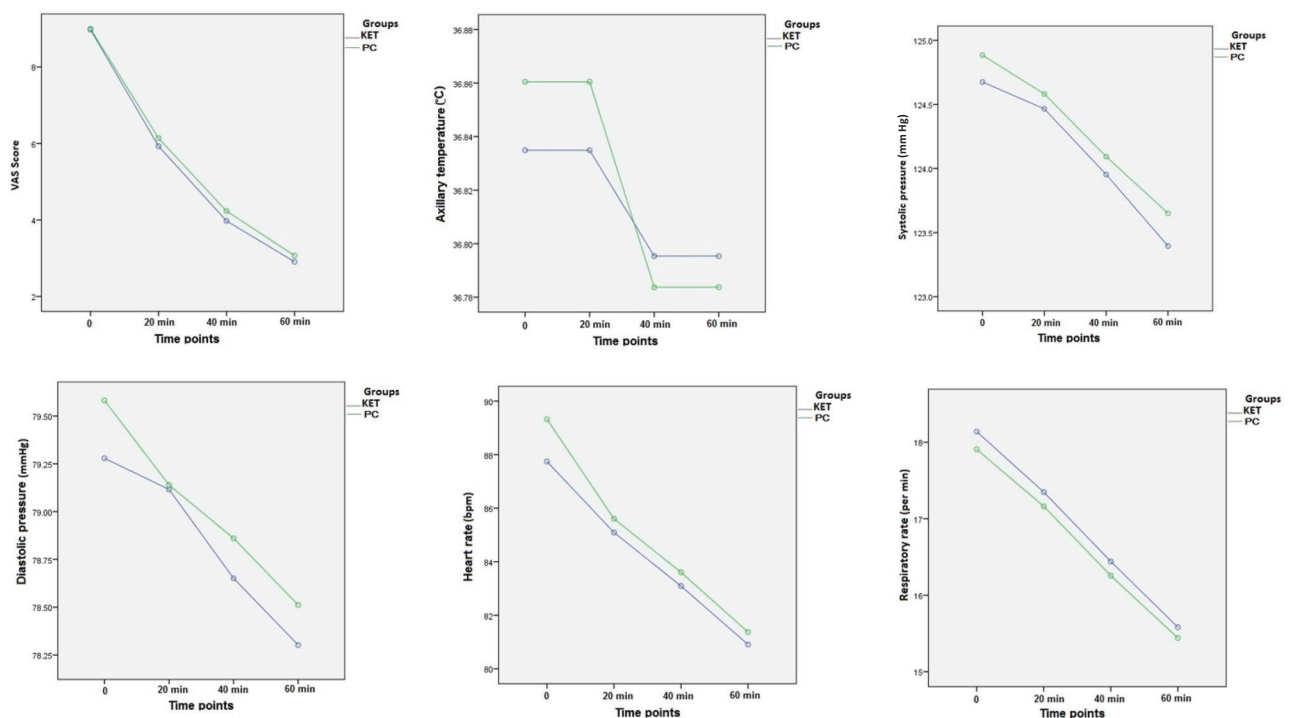 Groups
KET
PC
8
6
4
2
VAS Score
0 20 min 40 min 60 min
Time points
Groups
KET
PC
36.88
36.86
36.84
36.82
36.80
36.78
Axillary temperature (°C)
0 20 min 40 min 60 min
Time points
Groups
KET
PC
125.0
124.5
124.0
123.5
123.0
Systolic pressure (mm Hg)
0 20 min 40 min 60 min
Time points
Groups
KET
PC
79.50
79.25
79.00
78.75
78.50
78.25
Diastolic pressure (mmHg)
0 20 min 40 min 60 min
Time points
Groups
KET
PC
90
88
86
84
82
80
Heart rate (bpm)
0 20 min 40 min 60 min
Time points
Groups
KET
PC
18
17
16
15
Respiratory rate (per min)
0 20 min 40 min 60 min
Time points